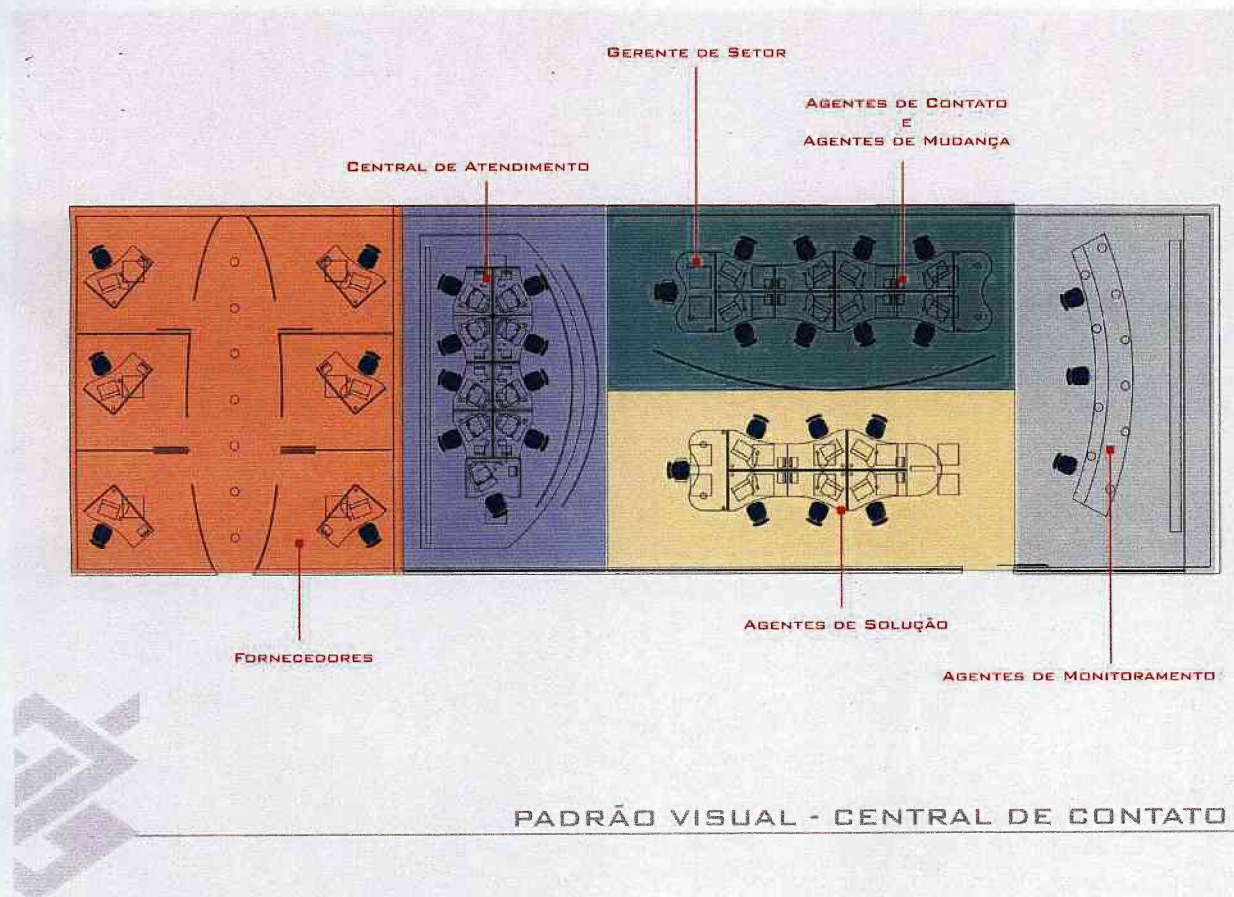 GERENTE DE SETOR
AGENTES DE CONTATO
E
AGENTES DE MUDANÇA
CENTRAL DE ATENDIMENTO
AGENTES DE SOLUÇÃO
FORNECEDORES
AGENTES DE MONITORAMENTO
PADRÃO VISUAL - CENTRAL DE CONTATO